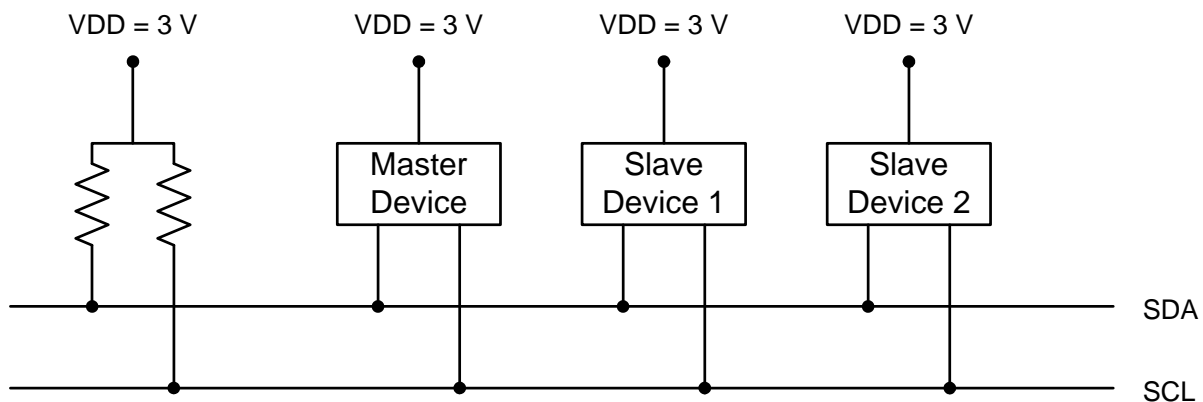 VDD = 3 V
VDD = 3 V
VDD = 3 V
VDD = 3 V
Master
Device
Slave
Device 1
Slave
Device 2
SDA
SCL